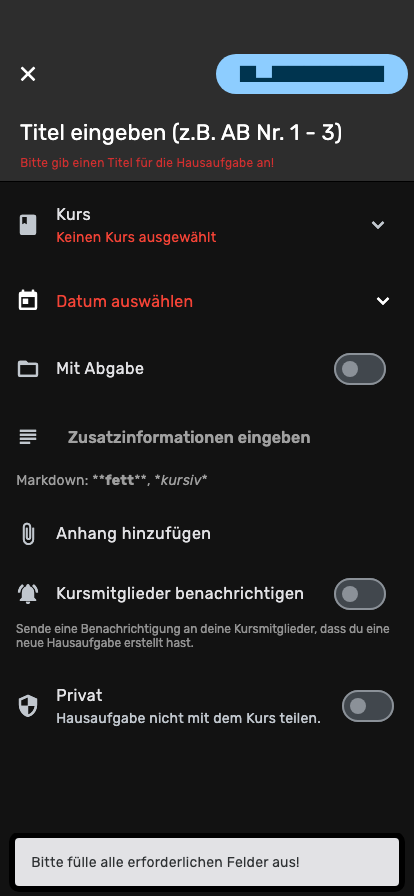 Titel eingeben (z.B. AB Nr. 1 - 3)
Bitte gib einen Titel für die Hausaufgabe an!
Kurs
Keinen Kurs ausgewählt
Datum auswählen
Mit Abgabe
Zusatzinformationen eingeben
Markdown: **fett**, *kursiv*
Anhang hinzufügen
Kursmitglieder benachrichtigen
Sende eine Benachrichtigung an deine Kursmitglieder, dass du eine
neue Hausaufgabe erstellt hast.
Privat
Hausaufgabe nicht mit dem Kurs teilen.
Bitte fülle alle erforderlichen Felder aus!